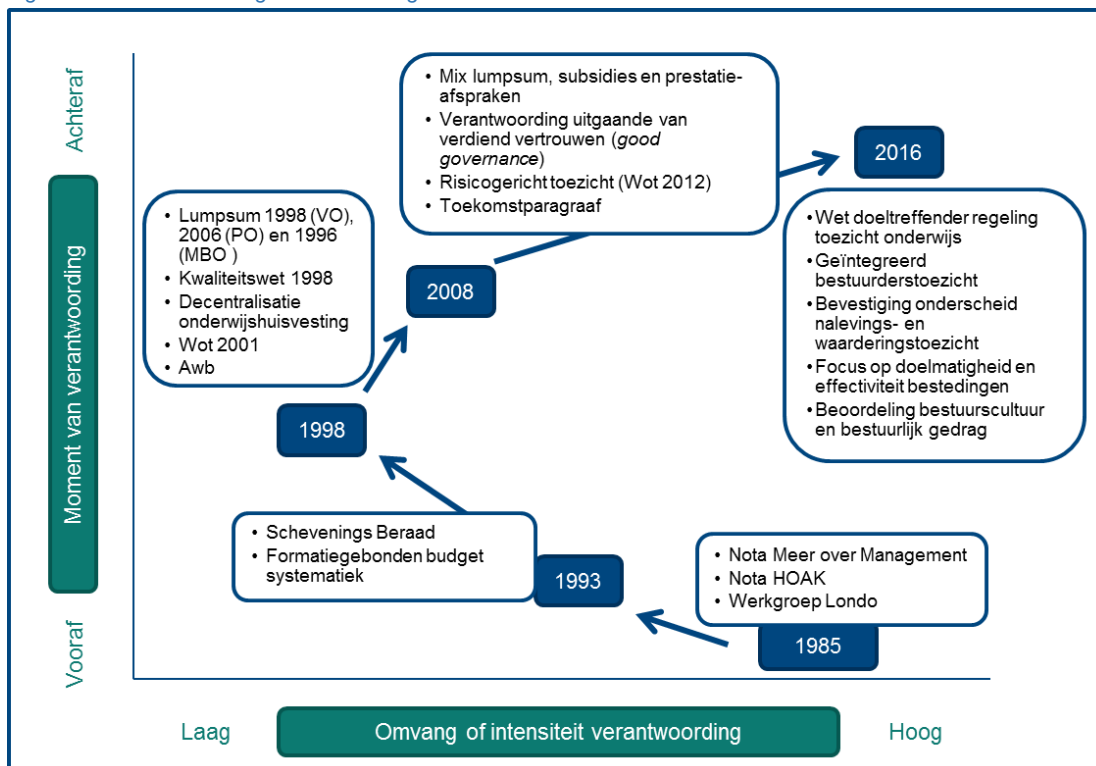 Achteraf
Moment van verantwoording
Vooraf
• Mix lumpsum, subsidies en prestatie-
afspraken
• Verantwoording uitgaande van
verdiend vertrouwen (good
governance)
• Risicogericht toezicht (Wot 2012)
• Toekomstparagraaf
2016
• Lumpsum 1998 (VO),
2006 (PO) en 1996
(MBO )
• Kwaliteitswet 1998
• Decentralisatie
onderwijshuisvesting
• Wot 2001
• Awb
2008
• Wet doeltreffender regeling
toezicht onderwijs
• Geïntegreerd
bestuurderstoezicht
• Bevestiging onderscheid
nalevings- en
waarderingstoezicht
• Focus op doelmatigheid en
effectiviteit bestedingen
• Beoordeling bestuurscultuur
en bestuurlijk gedrag
1998
• Schevenings Beraad
• Formatiegebonden budget
systematiek
1993
• Nota Meer over Management
• Nota HOAK
• Werkgroep Londo
1985
Laag
Omvang of intensiteit verantwoording
Hoog